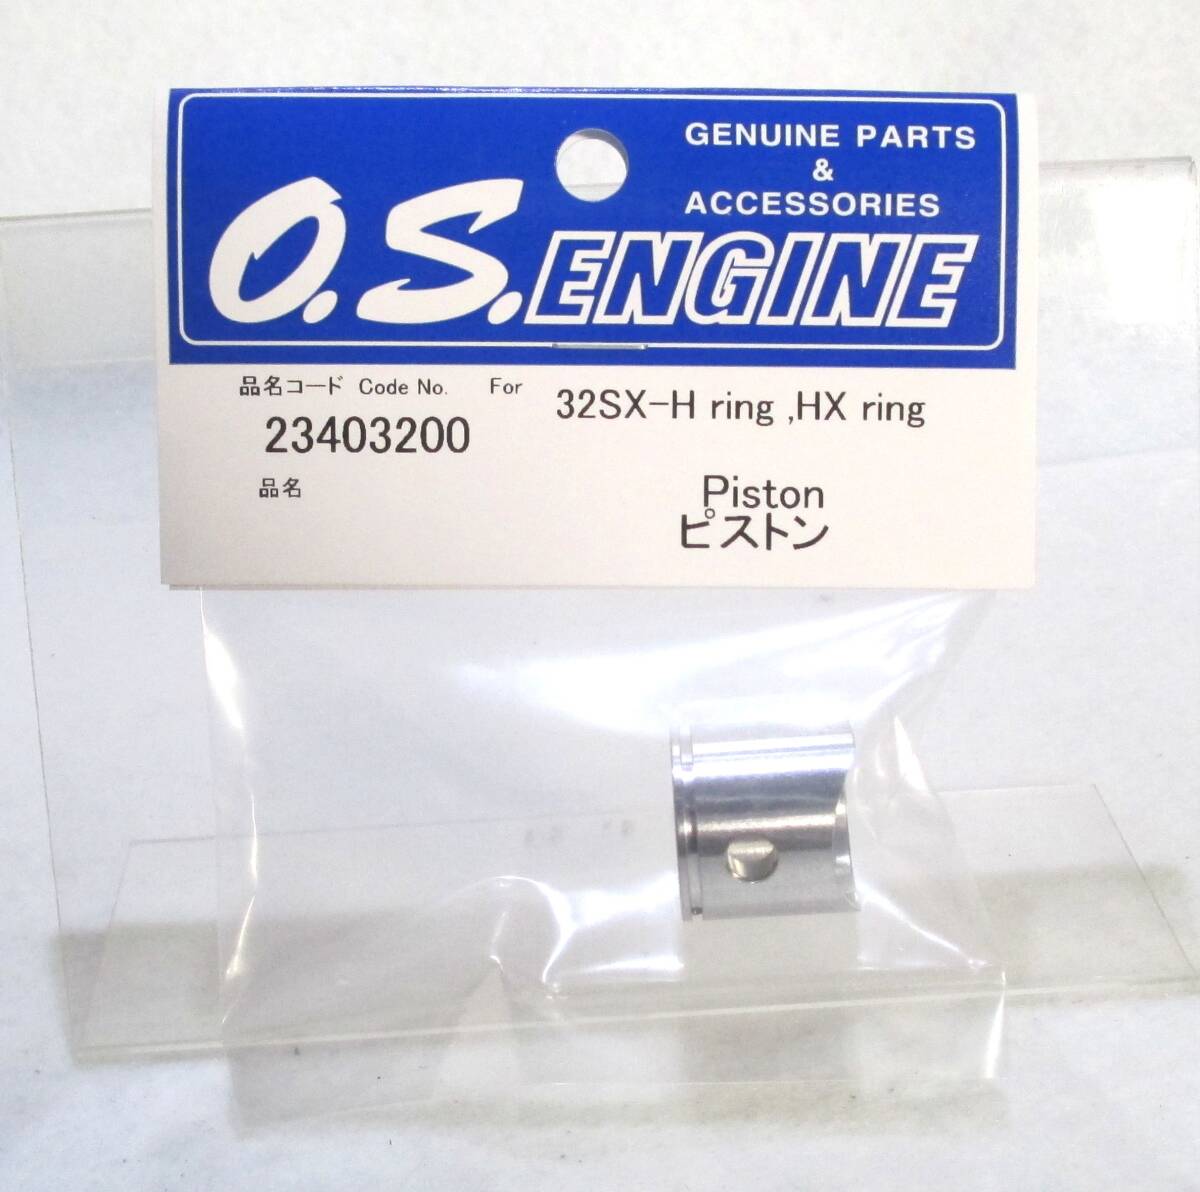 GENUINE PARTS
&
ACCESSORIES
O.S.ENGINE
品名コード Code No. For
32SX-H ring ,HX ring
23403200
品名
Piston
ピストン